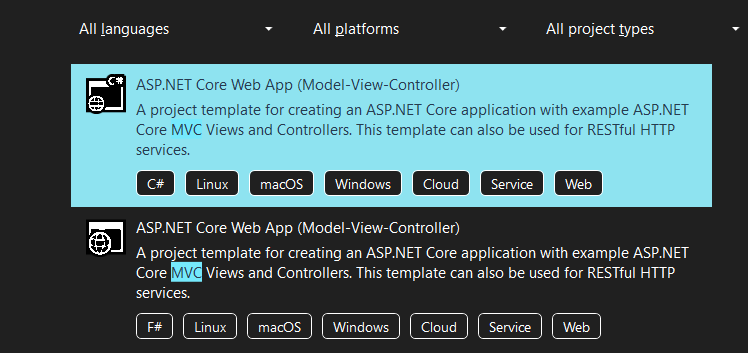 All languages All platforms All project types
C#
ASP.NET Core Web App (Model-View-Controller)
A project template for creating an ASP.NET Core application with example ASP.NET
Core MVC Views and Controllers. This template can also be used for RESTful HTTP
services.
C# Linux macOS Windows Cloud Service Web
ASP.NET Core Web App (Model-View-Controller)
A project template for creating an ASP.NET Core application with example ASP.NET
Core MVC Views and Controllers. This template can also be used for RESTful HTTP
services.
F# Linux macOS Windows Cloud Service Web